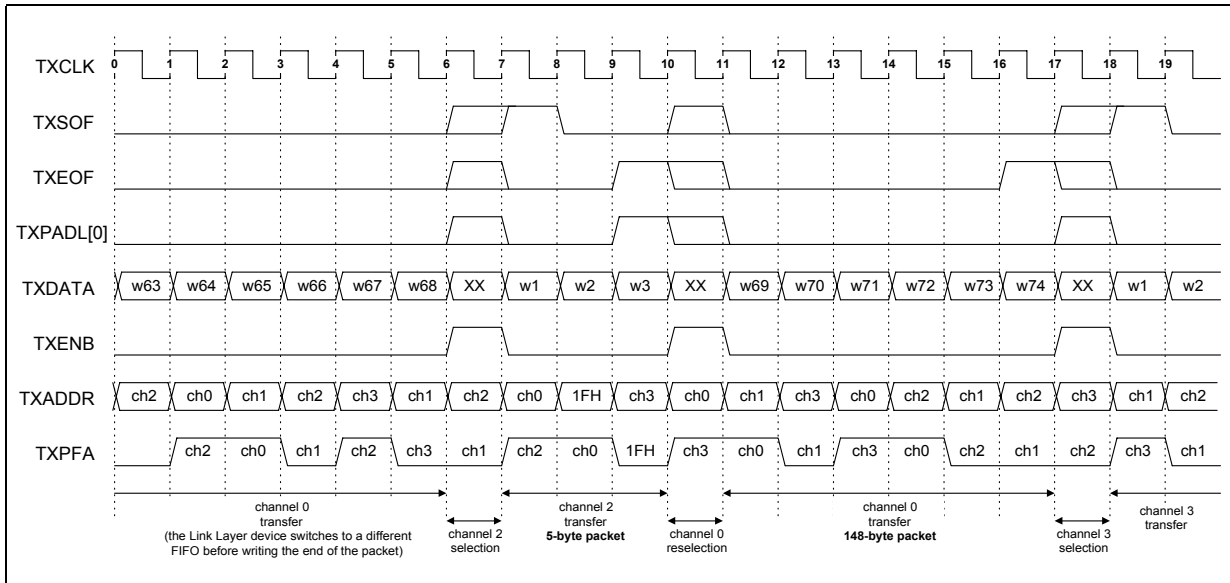 TXCLK 0 1 2 3 4 5 6 7 8 9 10 11 12 13 14 15 16 17 18 19
TXSOF
TXEOF
TXPADL[0]
TXDATA w63 w64 w65 w66 w67 w68 XX w1 w2 w3 XX w69 w70 w71 w72 w73 w74 XX w1 w2
TXENB
TXADDR ch2 ch0 ch1 ch2 ch3 ch1 ch2 ch0 1FH ch3 ch0 ch1 ch3 ch0 ch2 ch1 ch2 ch3 ch1 ch2
TXPFA ch2 ch0 ch1 ch2 ch3 ch1 ch2 ch0 1FH ch3 ch0 ch1 ch3 ch0 ch2 ch1 ch2 ch3 ch1
channel 0
transfer
(the Link Layer device switches to a different
FIFO before writing the end of the packet)
channel 2
selection
channel 2
transfer
5-byte packet
channel 0
reselection
channel 0
transfer
148-byte packet
channel 3
selection
channel 3
transfer